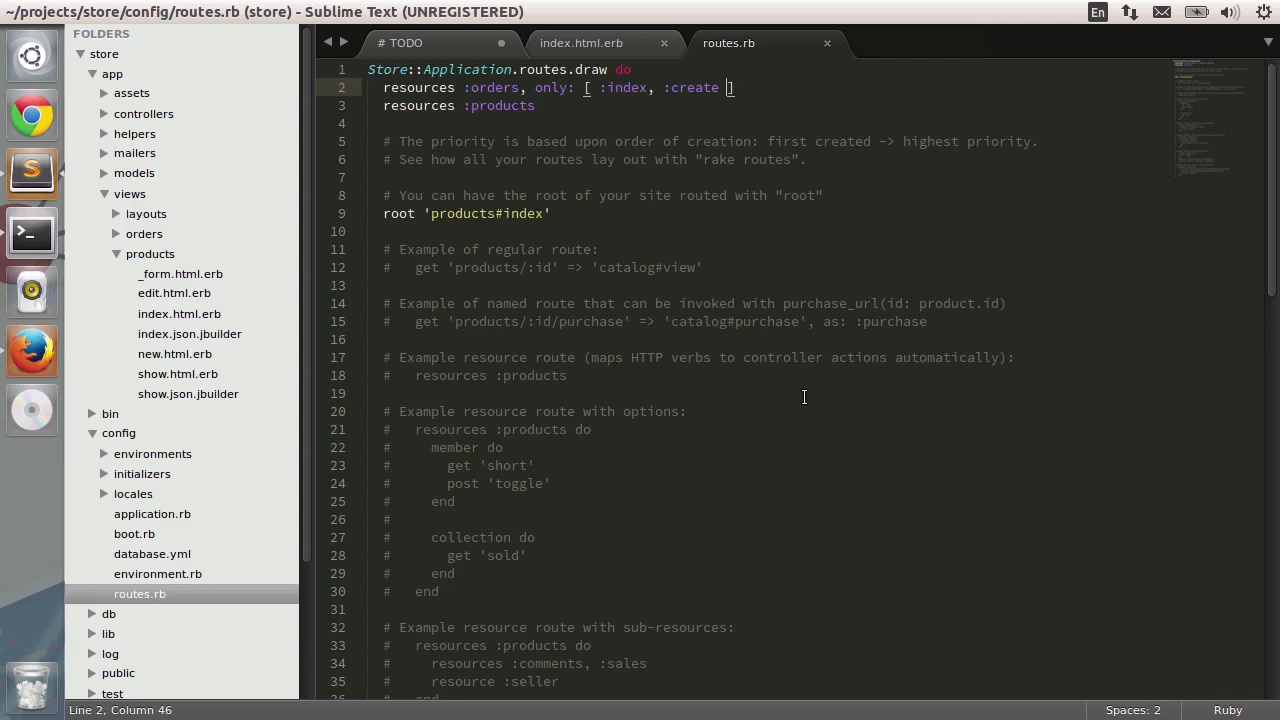 ~/projects/store/config/routes.rb (store) - Sublime Text (UNREGISTERED)
En
FOLDERS
store
app
assets
controllers
helpers
mailers
models
views
layouts
orders
products
_form.html.erb
edit.html.erb
index.html.erb
index.json.jbuilder
new.html.erb
show.html.erb
show.json.jbuilder
bin
config
environments
initializers
locales
application.rb
boot.rb
database.yml
environment.rb
routes.rb
db
lib
log
public
test
# TODO
index.html.erb
routes.rb
1 Store::Application.routes.draw do
2   resources :orders, only: [ :index, :create ]
3   resources :products
4
5   # The priority is based upon order of creation: first created -> highest priority.
6   # See how all your routes lay out with "rake routes".
7
8   # You can have the root of your site routed with "root"
9   root 'products#index'
10
11   # Example of regular route:
12   #   get 'products/:id' => 'catalog#view'
13
14   # Example of named route that can be invoked with purchase_url(id: product.id)
15   #   get 'products/:id/purchase' => 'catalog#purchase', as: :purchase
16
17   # Example resource route (maps HTTP verbs to controller actions automatically):
18   #   resources :products
19
20   # Example resource route with options:
21   #   resources :products do
22   #     member do
23   #       get 'short'
24   #       post 'toggle'
25   #     end
26   #
27   #     collection do
28   #       get 'sold'
29   #     end
30   #   end
31
32   # Example resource route with sub-resources:
33   #   resources :products do
34   #     resources :comments, :sales
35   #     resource :seller
36   #   end
Line 2, Column 46
Spaces: 2
Ruby